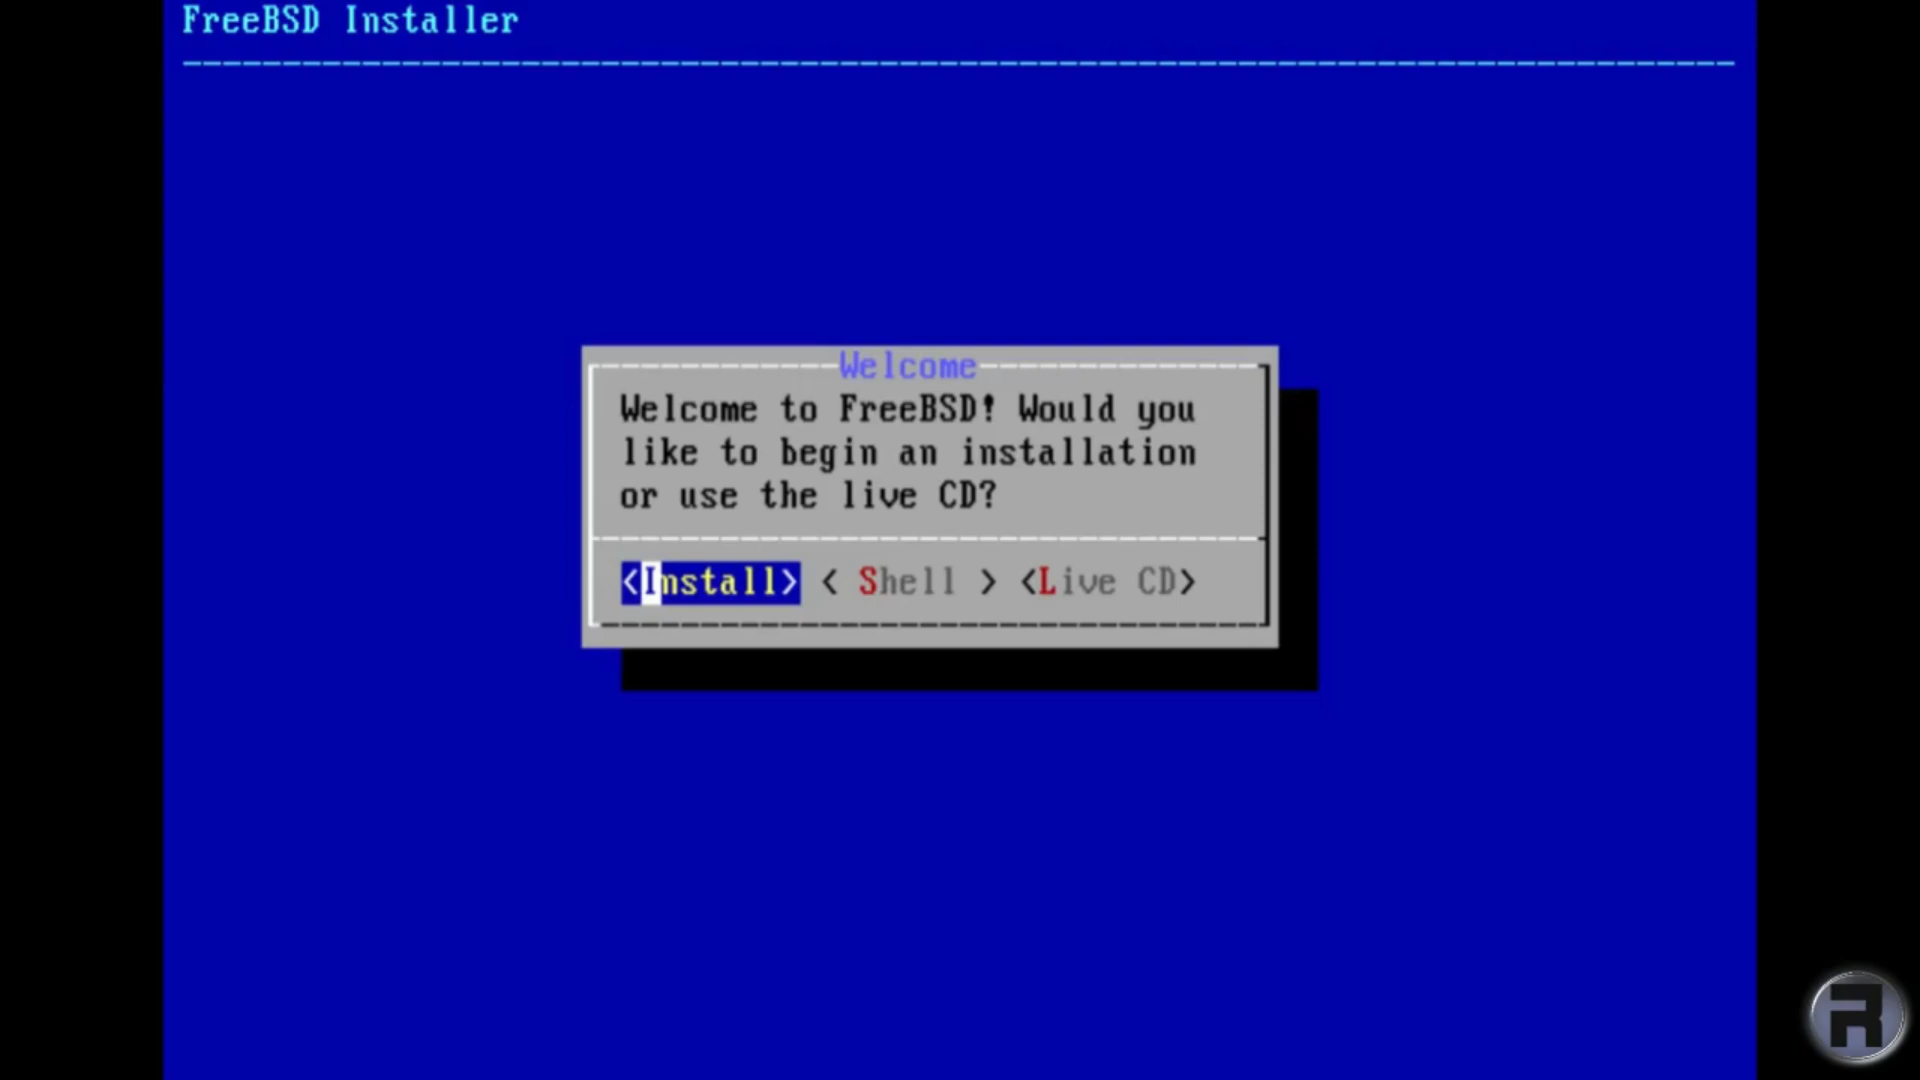 FreeBSD Installer
Welcome
Welcome to FreeBSD! Would you
like to begin an installation
or use the live CD?
<Install> < Shell > <Live CD>
R